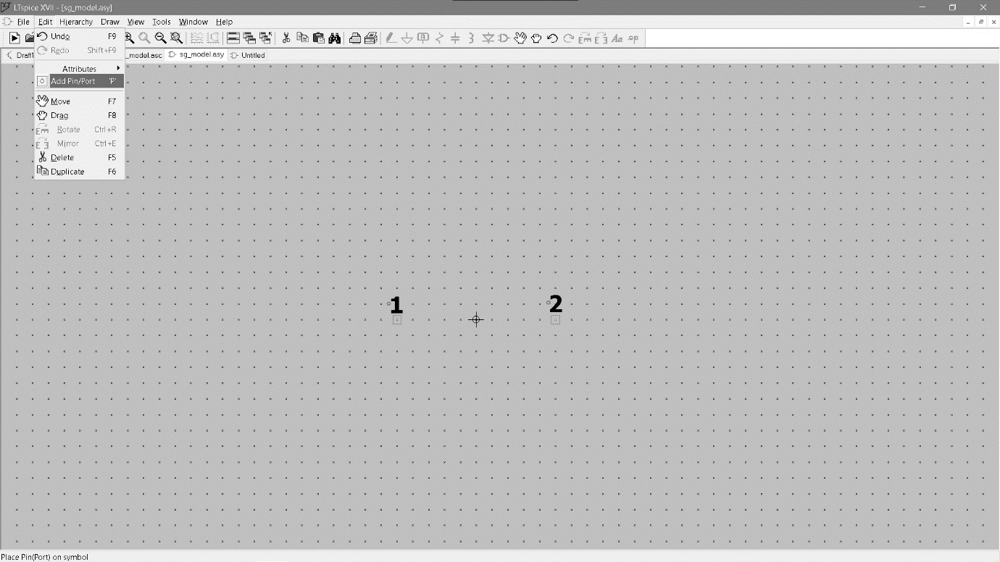 LTspice XVII - [sg_model.asy]
File Edit Hierarchy Draw View Tools Window Help
Undo F9
Redo Shift+F9
Draft1 _model.asc sg_model.asy Untitled
Attributes
Add Pin/Port 'P'
Move F7
Drag F8
Rotate Ctrl+R
Mirror Ctrl+E
Delete F5
Duplicate F6
1 2
Place Pin(Port) on symbol